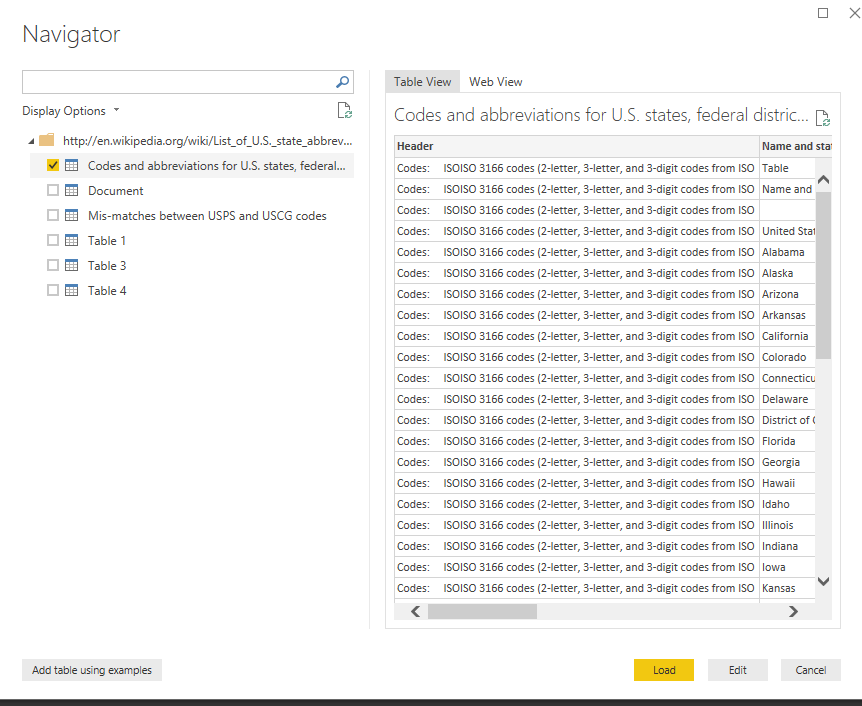 Navigator
Display Options
http://en.wikipedia.org/wiki/List_of_U.S._state_abbrev...
Codes and abbreviations for U.S. states, federal...
Document
Mis-matches between USPS and USCG codes
Table 1
Table 3
Table 4
Table View Web View
Codes and abbreviations for U.S. states, federal distric...
Header Name and sta
Codes: ISOISO 3166 codes (2-letter, 3-letter, and 3-digit codes from ISO Table
Codes: ISOISO 3166 codes (2-letter, 3-letter, and 3-digit codes from ISO Name and
Codes: ISOISO 3166 codes (2-letter, 3-letter, and 3-digit codes from ISO
Codes: ISOISO 3166 codes (2-letter, 3-letter, and 3-digit codes from ISO United Stat
Codes: ISOISO 3166 codes (2-letter, 3-letter, and 3-digit codes from ISO Alabama
Codes: ISOISO 3166 codes (2-letter, 3-letter, and 3-digit codes from ISO Alaska
Codes: ISOISO 3166 codes (2-letter, 3-letter, and 3-digit codes from ISO Arizona
Codes: ISOISO 3166 codes (2-letter, 3-letter, and 3-digit codes from ISO Arkansas
Codes: ISOISO 3166 codes (2-letter, 3-letter, and 3-digit codes from ISO California
Codes: ISOISO 3166 codes (2-letter, 3-letter, and 3-digit codes from ISO Colorado
Codes: ISOISO 3166 codes (2-letter, 3-letter, and 3-digit codes from ISO Connecticu
Codes: ISOISO 3166 codes (2-letter, 3-letter, and 3-digit codes from ISO Delaware
Codes: ISOISO 3166 codes (2-letter, 3-letter, and 3-digit codes from ISO District of C
Codes: ISOISO 3166 codes (2-letter, 3-letter, and 3-digit codes from ISO Florida
Codes: ISOISO 3166 codes (2-letter, 3-letter, and 3-digit codes from ISO Georgia
Codes: ISOISO 3166 codes (2-letter, 3-letter, and 3-digit codes from ISO Hawaii
Codes: ISOISO 3166 codes (2-letter, 3-letter, and 3-digit codes from ISO Idaho
Codes: ISOISO 3166 codes (2-letter, 3-letter, and 3-digit codes from ISO Illinois
Codes: ISOISO 3166 codes (2-letter, 3-letter, and 3-digit codes from ISO Indiana
Codes: ISOISO 3166 codes (2-letter, 3-letter, and 3-digit codes from ISO Iowa
Codes: ISOISO 3166 codes (2-letter, 3-letter, and 3-digit codes from ISO Kansas
Add table using examples Load Edit Cancel